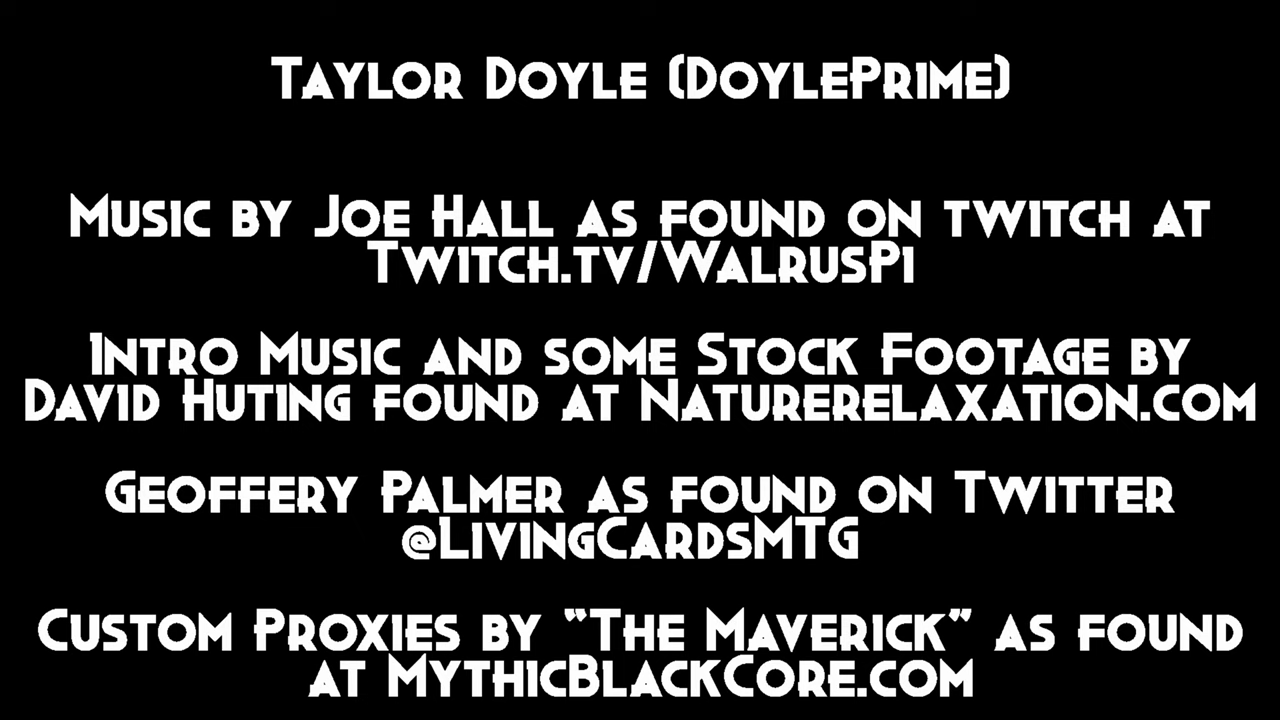 Taylor Doyle (DoylePrime)
Music by Joe Hall as found on twitch at
Twitch.tv/WalrusPi
Intro Music and some Stock Footage by
David Huting found at Naturerelaxation.com
Geoffery Palmer as found on Twitter
@LivingCardsMTG
Custom Proxies by "The Maverick" as found
at MythicBlackCore.com